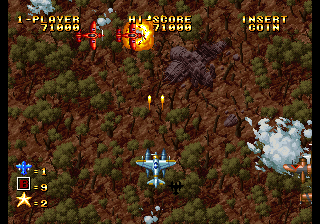 1-PLAYER HI-SCORE INSERT
71000 71000 COIN
=1
=9
=2